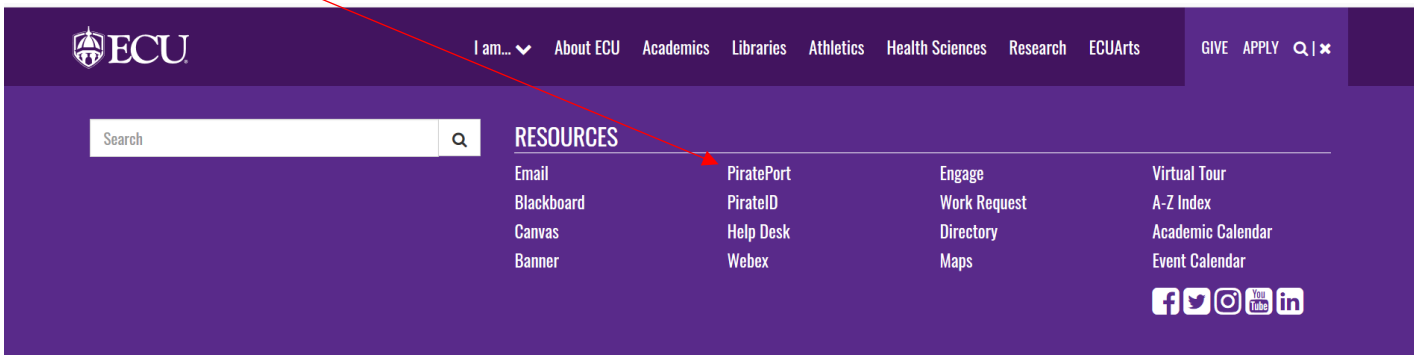 ECU
I am... About ECU Academics Libraries Athletics Health Sciences Research ECUArts GIVE APPLY
Search
RESOURCES
Email PiratePort Engage Virtual Tour
Blackboard PirateID Work Request A-Z Index
Canvas Help Desk Directory Academic Calendar
Banner Webex Maps Event Calendar
You Tube in